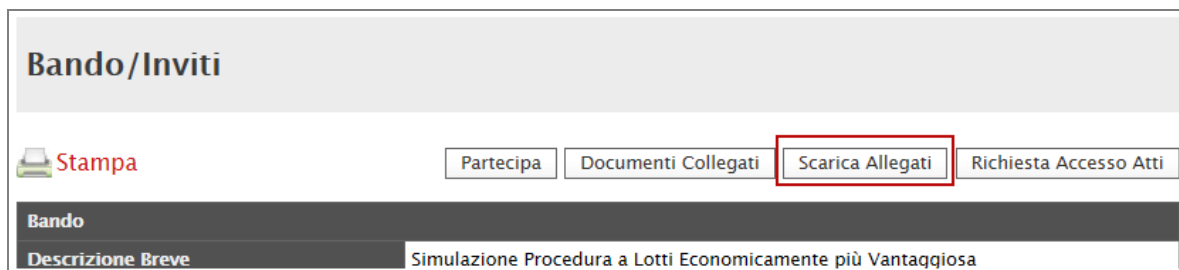 Bando/Inviti
Stampa Partecipa Documenti Collegati Scarica Allegati Richiesta Accesso Atti
Bando
Descrizione Breve Simulazione Procedura a Lotti Economicamente più Vantaggiosa